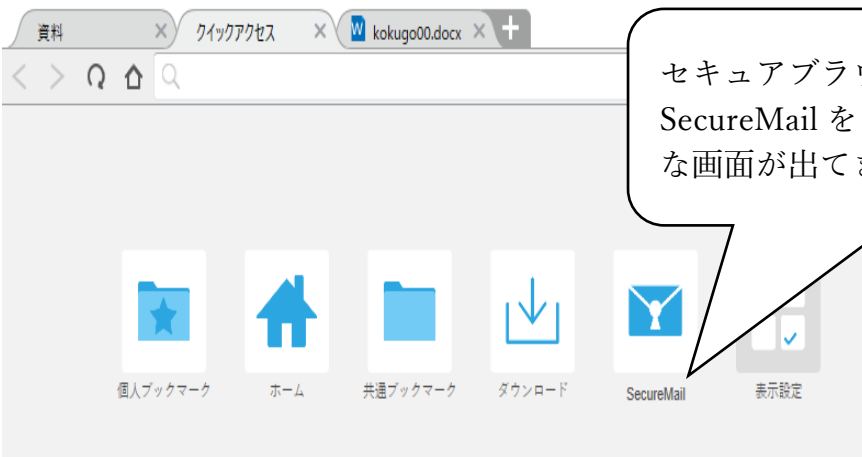 資料
クイックアクセス
kokugo00.docx
セキュアブラウ
SecureMail を
な画面が出てま
個人ブックマーク
ホーム
共通ブックマーク
ダウンロード
SecureMail
表示設定